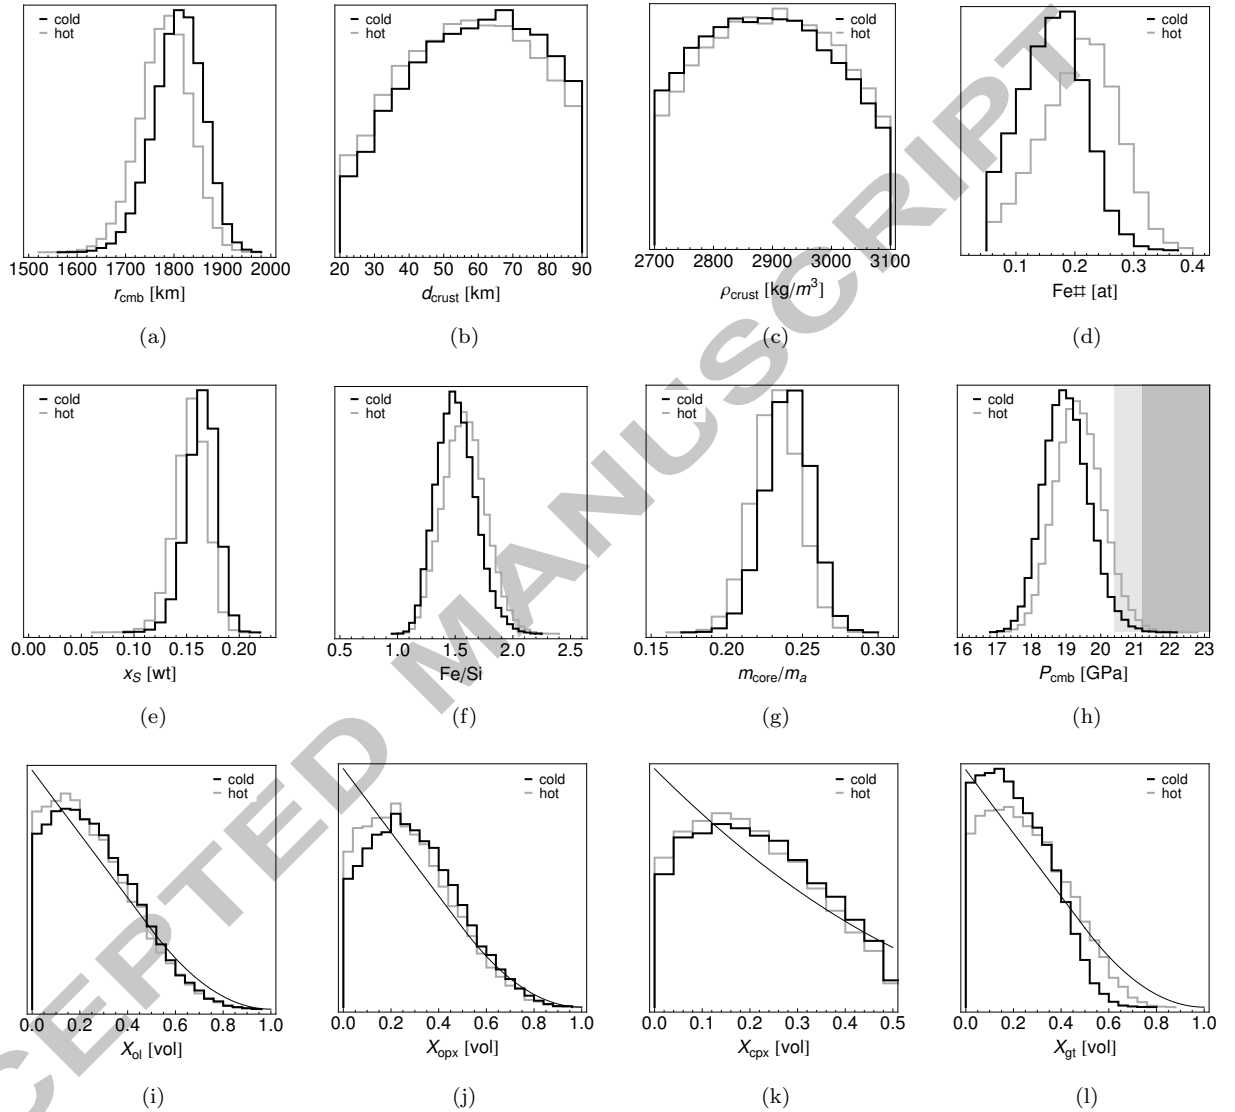 cold
hot
1500 1600 1700 1800 1900 2000
r_cmb [km]
(a)
cold
hot
20 30 40 50 60 70 80 90
d_crust [km]
(b)
cold
hot
2700 2800 2900 3000 3100
ρ_crust [kg/m³]
(c)
cold
hot
0.1 0.2 0.3 0.4
Fe# [at]
(d)
cold
hot
0.00 0.05 0.10 0.15 0.20
x_S [wt]
(e)
cold
hot
0.5 1.0 1.5 2.0 2.5
Fe/Si
(f)
cold
hot
0.15 0.20 0.25 0.30
m_core/m_a
(g)
cold
hot
16 17 18 19 20 21 22 23
P_cmb [GPa]
(h)
cold
hot
0.0 0.2 0.4 0.6 0.8 1.0
X_ol [vol]
(i)
cold
hot
0.0 0.2 0.4 0.6 0.8 1.0
X_opx [vol]
(j)
cold
hot
0.0 0.1 0.2 0.3 0.4 0.5
X_cpx [vol]
(k)
cold
hot
0.0 0.2 0.4 0.6 0.8 1.0
X_gt [vol]
(l)
CEPTED MANUSCRIPT